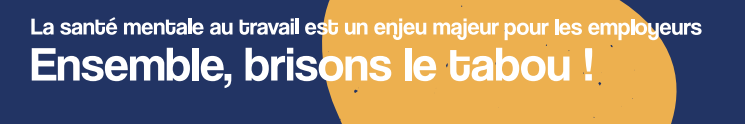 La santé mentale au travail est un enjeu majeur pour les employeurs
Ensemble, brisons le tabou !